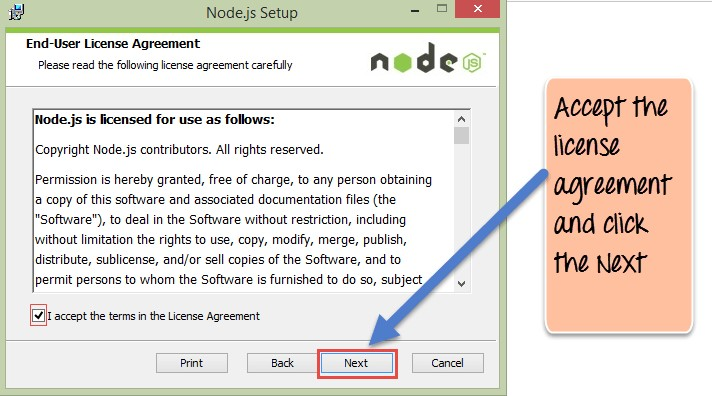 Node.js Setup
End-User License Agreement
Please read the following license agreement carefully
node
JS
Node.js is licensed for use as follows:
Copyright Node.js contributors. All rights reserved.
Permission is hereby granted, free of charge, to any person obtaining
a copy of this software and associated documentation files (the
"Software"), to deal in the Software without restriction, including
without limitation the rights to use, copy, modify, merge, publish,
distribute, sublicense, and/or sell copies of the Software, and to
permit persons to whom the Software is furnished to do so, subject
I accept the terms in the License Agreement
Print
Back
Next
Cancel
Accept the
license
agreement
and click
the Next